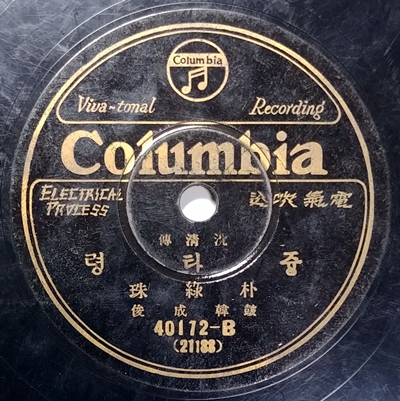 Columbia
Viva-tonal Recording
Columbia
ELECTRICAL PROCESS
電氣吹込
沈淸傳
즁타령
朴綠珠
鼓韓成俊
40172-B
(21188)